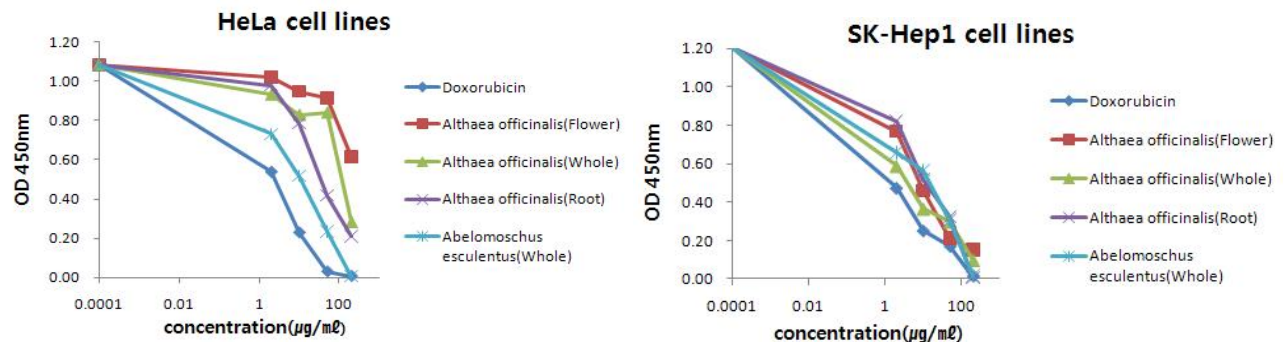 HeLa cell lines
1.20
1.00
0.80
0.60
0.40
0.20
0.00
OD 450nm
0.0001
0.01
1
100
concentration(μg/㎖)
Doxorubicin
Althaea officinalis(Flower)
Althaea officinalis(Whole)
Althaea officinalis(Root)
Abelomoschus
esculentus(Whole)
SK-Hep1 cell lines
1.20
1.00
0.80
0.60
0.40
0.20
0.00
OD 450nm
0.0001
0.01
1
100
concentration(μg/㎖)
Doxorubicin
Althaea officinalis(Flower)
Althaea officinalis(Whole)
Althaea officinalis(Root)
Abelomoschus
esculentus(Whole)